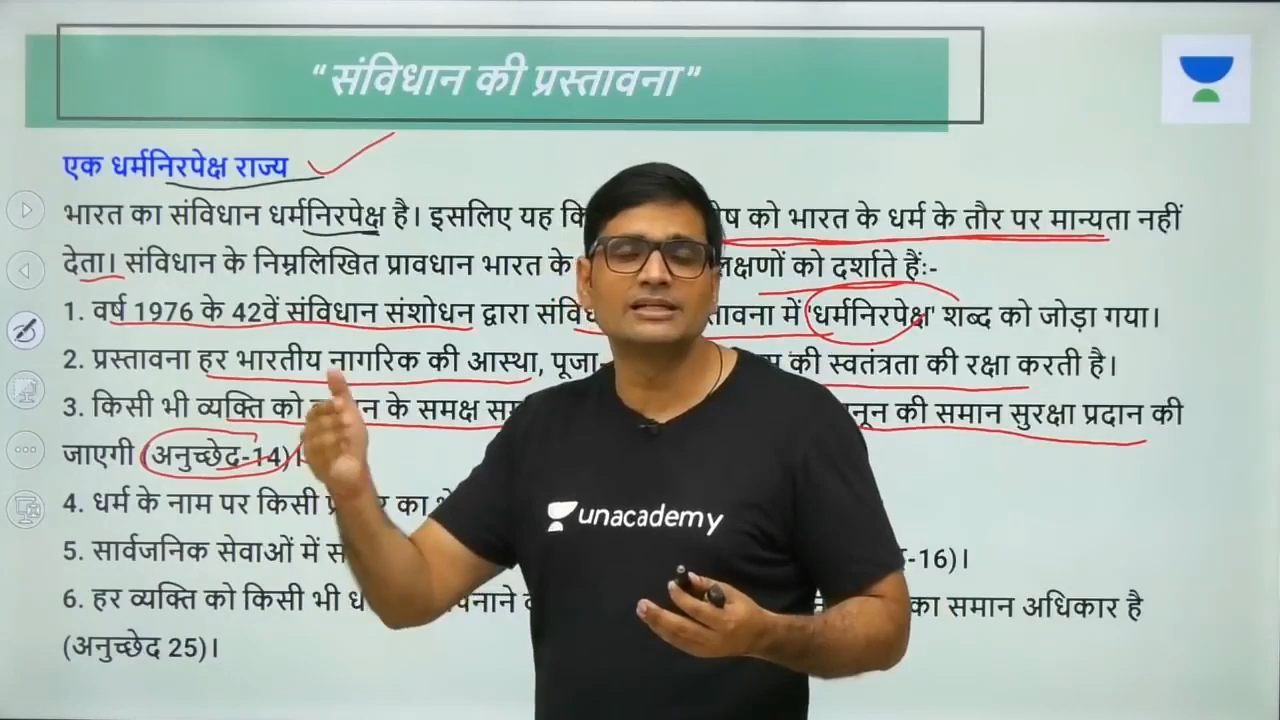 “संविधान की प्रस्तावना”
एक धर्मनिरपेक्ष राज्य
भारत का संविधान धर्मनिरपेक्ष है। इसलिए यह को भारत के धर्म के तौर पर मान्यता नहीं
देता। संविधान के निम्नलिखित प्रावधान भारत के लक्षणों को दर्शाते हैंः-
1. वर्ष 1976 के 42वें संविधान संशोधन द्वारा में 'धर्मनिरपेक्ष' शब्द को जोड़ा गया।
2. प्रस्तावना हर भारतीय नागरिक की आस्था, की स्वतंत्रता की रक्षा करती है।
3. किसी भी व्यक्ति को के समक्ष की समान सुरक्षा प्रदान की
जाएगी (अनुच्छेद-14)।
4. धर्म के नाम पर किसी का
5. सार्वजनिक सेवाओं में -16)।
6. हर व्यक्ति को किसी भी का समान अधिकार है
(अनुच्छेद 25)।
unacademy